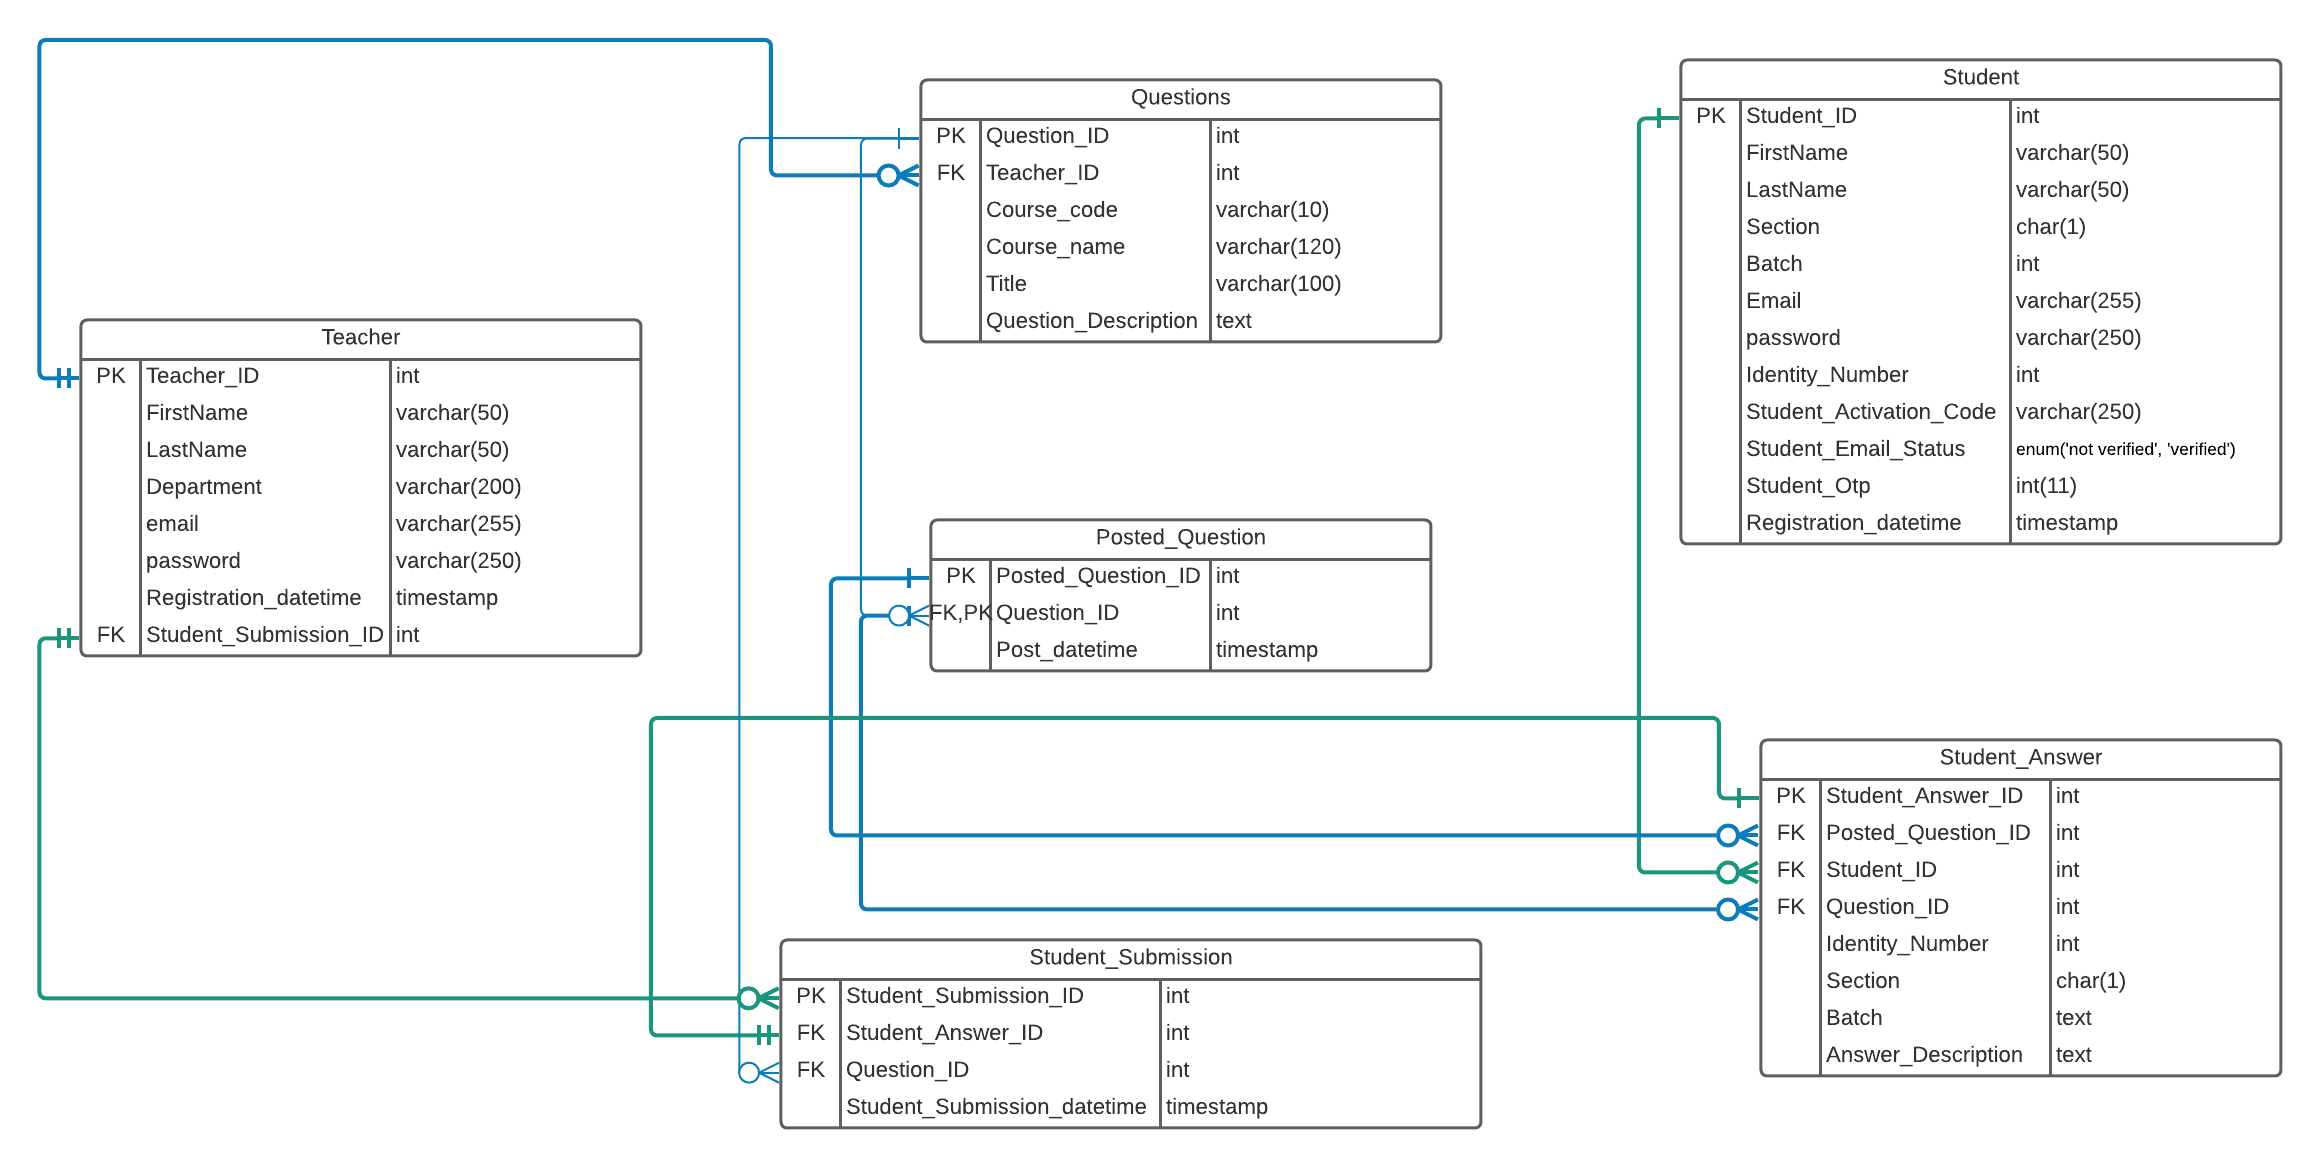 Questions
PK Question_ID int
FK Teacher_ID int
Course_code varchar(10)
Course_name varchar(120)
Title varchar(100)
Question_Description text
Student
PK Student_ID int
FirstName varchar(50)
LastName varchar(50)
Section char(1)
Batch int
Email varchar(255)
password varchar(250)
Identity_Number int
Student_Activation_Code varchar(250)
Student_Email_Status enum('not verified', 'verified')
Student_Otp int(11)
Registration_datetime timestamp
Teacher
PK Teacher_ID int
FirstName varchar(50)
LastName varchar(50)
Department varchar(200)
email varchar(255)
password varchar(250)
Registration_datetime timestamp
FK Student_Submission_ID int
Posted_Question
PK Posted_Question_ID int
FK,PK Question_ID int
Post_datetime timestamp
Student_Answer
PK Student_Answer_ID int
FK Posted_Question_ID int
FK Student_ID int
FK Question_ID int
Identity_Number int
Section char(1)
Batch text
Answer_Description text
Student_Submission
PK Student_Submission_ID int
FK Student_Answer_ID int
FK Question_ID int
Student_Submission_datetime timestamp